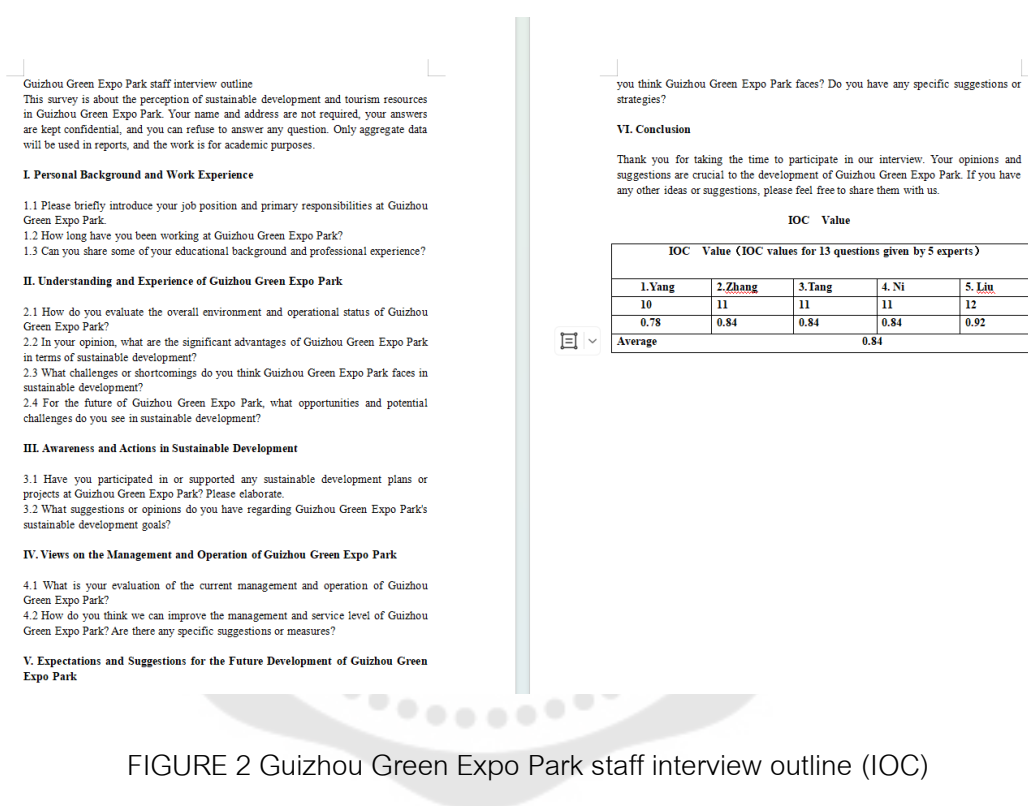 Guizhou Green Expo Park staff interview outline
This survey is about the perception of sustainable development and tourism resources
in Guizhou Green Expo Park. Your name and address are not required, your answers
are kept confidential, and you can refuse to answer any question. Only aggregate data
will be used in reports, and the work is for academic purposes.
I. Personal Background and Work Experience
1.1 Please briefly introduce your job position and primary responsibilities at Guizhou
Green Expo Park.
1.2 How long have you been working at Guizhou Green Expo Park?
1.3 Can you share some of your educational background and professional experience?
II. Understanding and Experience of Guizhou Green Expo Park
2.1 How do you evaluate the overall environment and operational status of Guizhou
Green Expo Park?
2.2 In your opinion, what are the significant advantages of Guizhou Green Expo Park
in terms of sustainable development?
2.3 What challenges or shortcomings do you think Guizhou Green Expo Park faces in
sustainable development?
2.4 For the future of Guizhou Green Expo Park, what opportunities and potential
challenges do you see in sustainable development?
III. Awareness and Actions in Sustainable Development
3.1 Have you participated in or supported any sustainable development plans or
projects at Guizhou Green Expo Park? Please elaborate.
3.2 What suggestions or opinions do you have regarding Guizhou Green Expo Park's
sustainable development goals?
IV. Views on the Management and Operation of Guizhou Green Expo Park
4.1 What is your evaluation of the current management and operation of Guizhou
Green Expo Park?
4.2 How do you think we can improve the management and service level of Guizhou
Green Expo Park? Are there any specific suggestions or measures?
V. Expectations and Suggestions for the Future Development of Guizhou Green
Expo Park
you think Guizhou Green Expo Park faces? Do you have any specific suggestions or
strategies?
VI. Conclusion
Thank you for taking the time to participate in our interview. Your opinions and
suggestions are crucial to the development of Guizhou Green Expo Park. If you have
any other ideas or suggestions, please feel free to share them with us.
IOC Value
IOC Value（IOC values for 13 questions given by 5 experts）
1.Yang 2.Zhang 3.Tang 4. Ni 5. Liu
10 11 11 11 12
0.78 0.84 0.84 0.84 0.92
Average 0.84
FIGURE 2 Guizhou Green Expo Park staff interview outline (IOC)